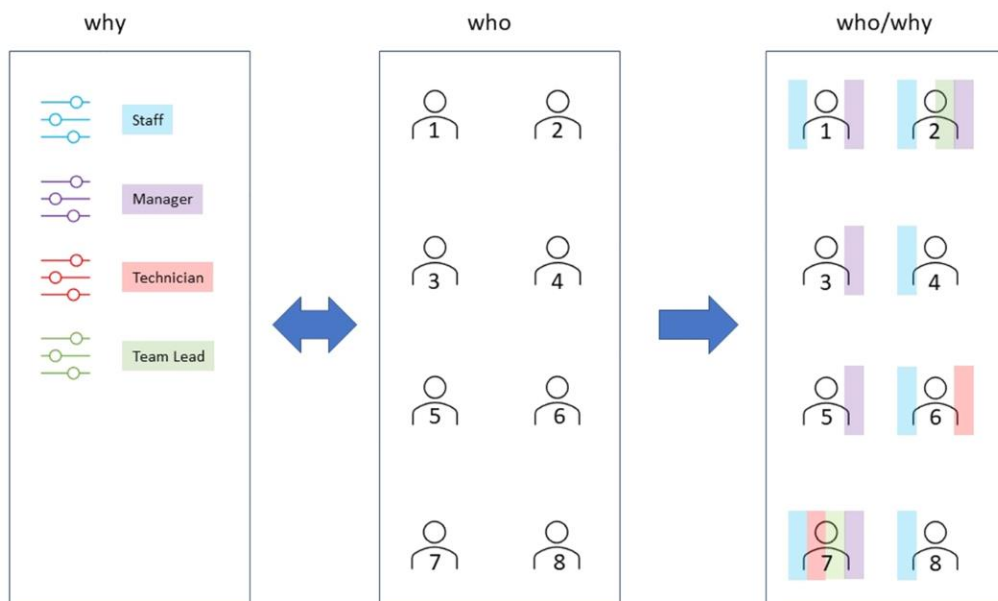 why
Staff
Manager
Technician
Team Lead
who
1 2
3 4
5 6
7 8
who/why
1 2
3 4
5 6
7 8